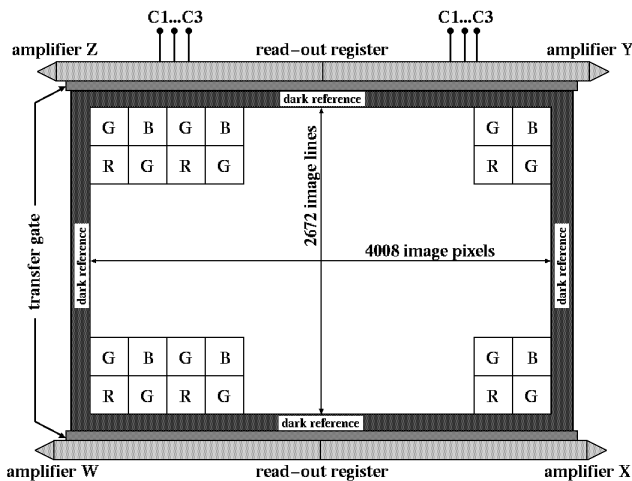 C1...C3 C1...C3
amplifier Z read-out register amplifier Y
dark reference
G B G B G B
R G R G R G
transfer gate
dark reference
2672 image lines
4008 image pixels
dark reference
G B G B G B
R G R G R G
dark reference
amplifier W read-out register amplifier X